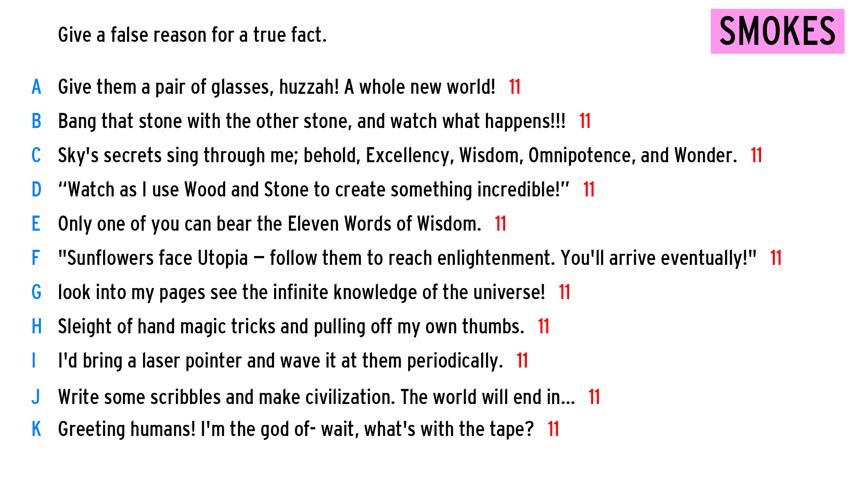 Give a false reason for a true fact.
SMOKES
A Give them a pair of glasses, huzzah! A whole new world! 11
B Bang that stone with the other stone, and watch what happens!!! 11
C Sky's secrets sing through me; behold, Excellency, Wisdom, Omnipotence, and Wonder. 11
D “Watch as I use Wood and Stone to create something incredible!” 11
E Only one of you can bear the Eleven Words of Wisdom. 11
F "Sunflowers face Utopia – follow them to reach enlightenment. You'll arrive eventually!" 11
G look into my pages see the infinite knowledge of the universe! 11
H Sleight of hand magic tricks and pulling off my own thumbs. 11
I I'd bring a laser pointer and wave it at them periodically. 11
J Write some scribbles and make civilization. The world will end in... 11
K Greeting humans! I'm the god of- wait, what's with the tape? 11